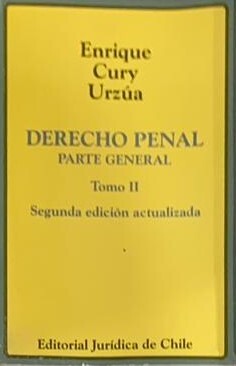 Enrique
Cury
Urzúa
DERECHO PENAL
PARTE GENERAL
Tomo II
Segunda edición actualizada
Editorial Jurídica de Chile